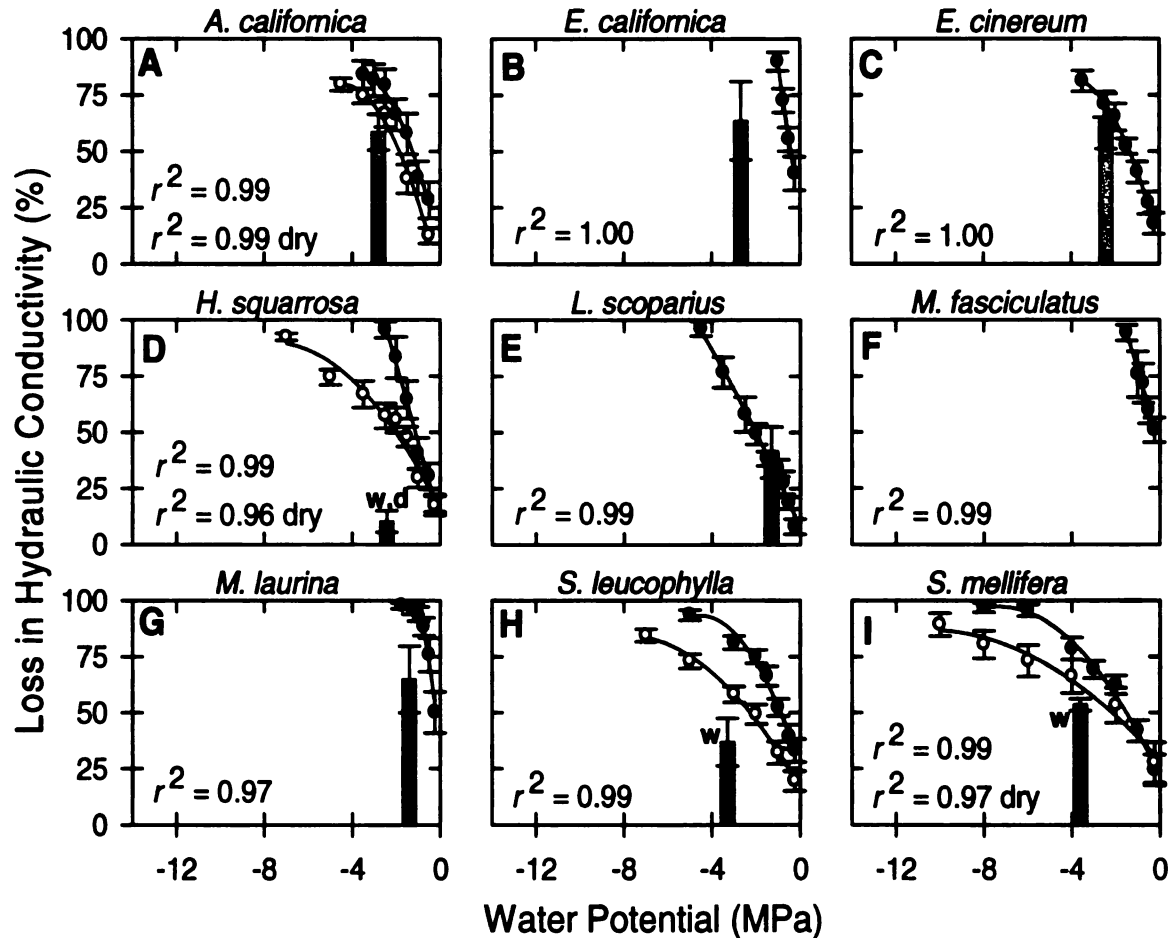 A. californica
E. californica
E. cinereum
Loss in Hydraulic Conductivity (%)
100
75
50
25
0
A
r² = 0.99
r² = 0.99 dry
B
r² = 1.00
C
r² = 1.00
H. squarrosa
L. scoparius
M. fasciculatus
100
75
50
25
0
D
r² = 0.99
r² = 0.96 dry
w,d
E
r² = 0.99
F
r² = 0.99
M. laurina
S. leucophylla
S. mellifera
100
75
50
25
0
G
r² = 0.97
H
w
r² = 0.99
I
w
r² = 0.99
r² = 0.97 dry
-12 -8 -4 0
-12 -8 -4 0
-12 -8 -4 0
Water Potential (MPa)